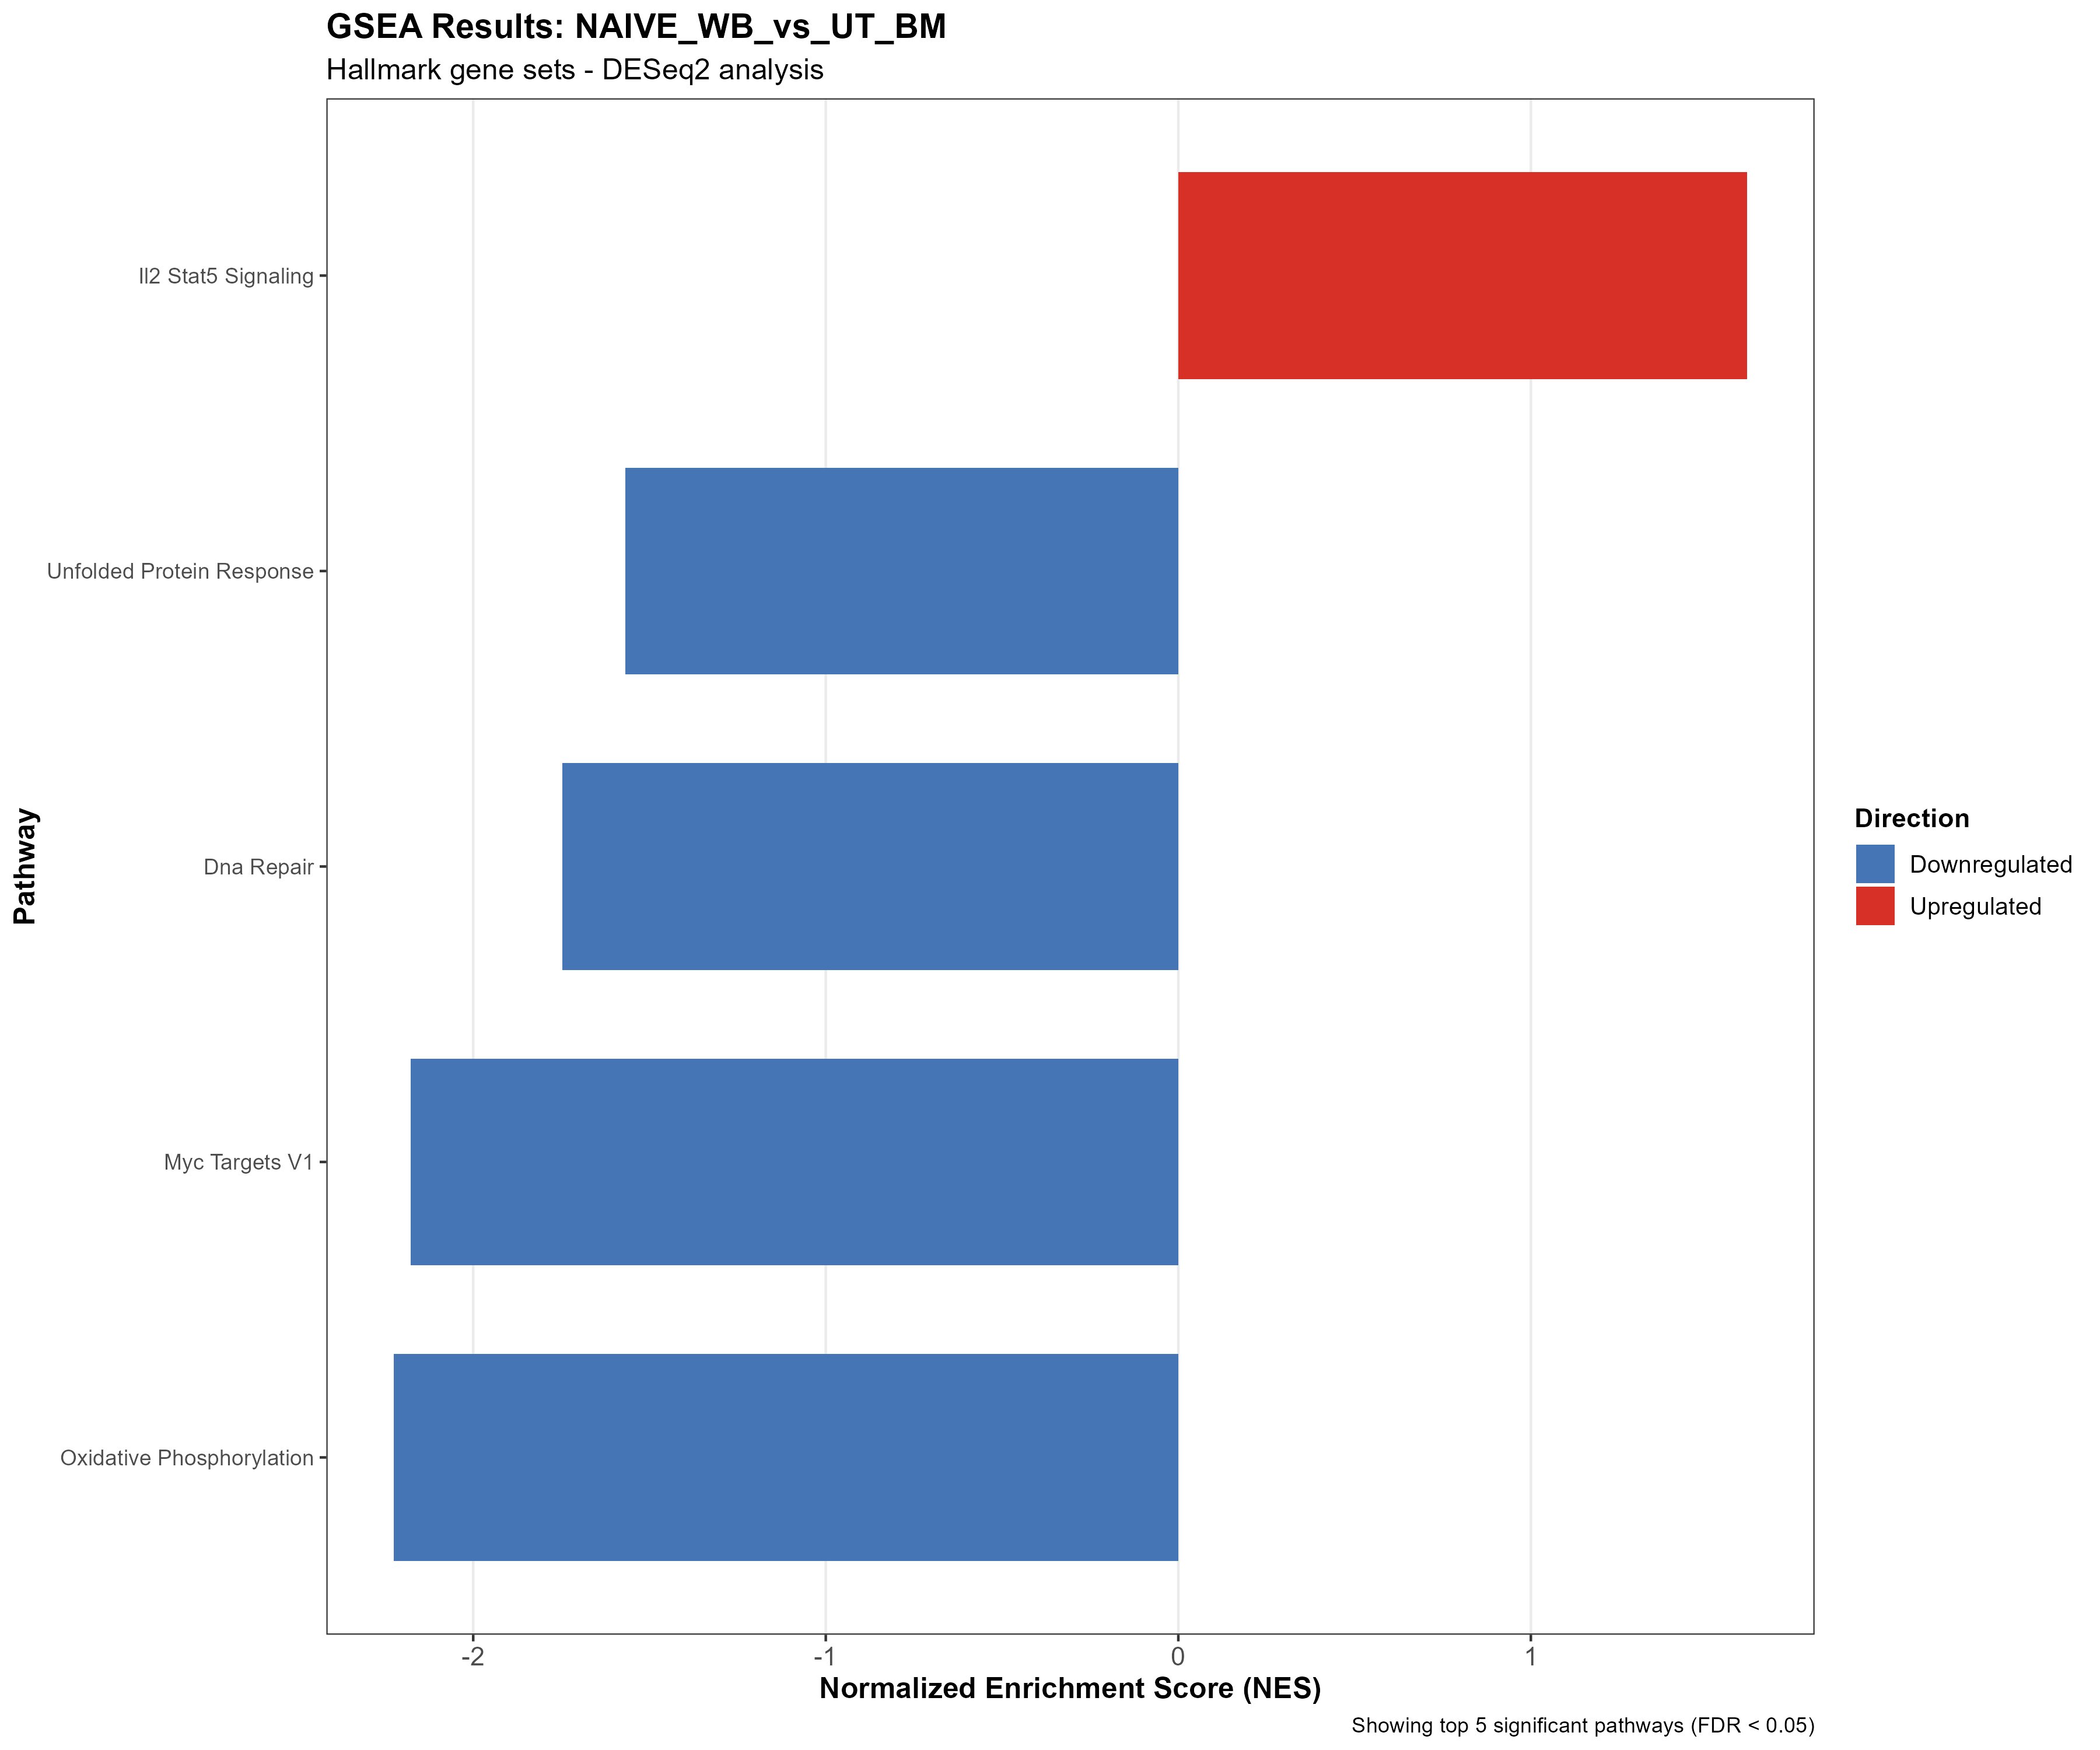 GSEA Results: NAIVE_WB_vs_UT_BM
Hallmark gene sets - DESeq2 analysis
Pathway
Il2 Stat5 Signaling
Unfolded Protein Response
Dna Repair
Myc Targets V1
Oxidative Phosphorylation
-2
-1
0
1
Normalized Enrichment Score (NES)
Showing top 5 significant pathways (FDR < 0.05)
Direction
Downregulated
Upregulated